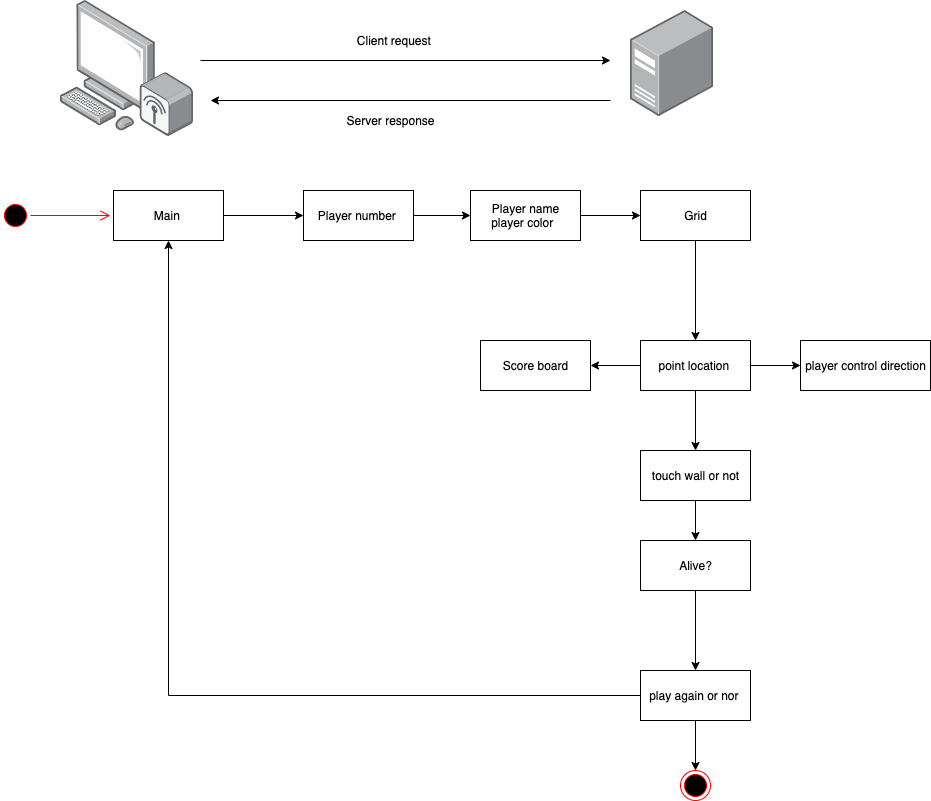 Client request
Server response
Main
Player number
Player name
player color
Grid
Score board
point location
player control direction
touch wall or not
Alive?
play again or nor